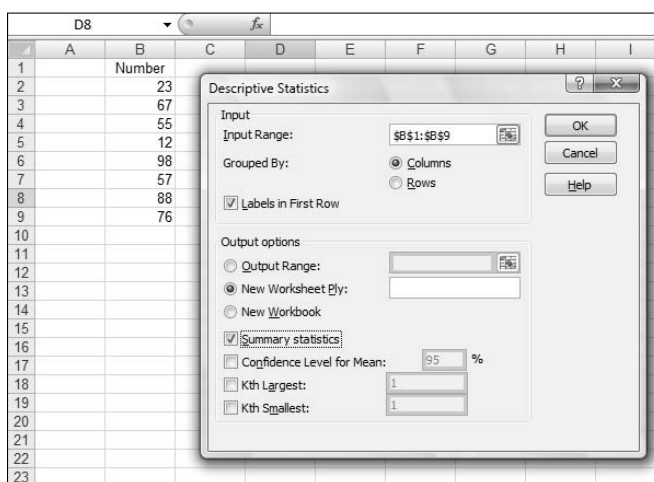 D8 fx
A B C D E F G H I
1 Number
2 23
3 67
4 55
5 12
6 98
7 57
8 88
9 76
10
11
12
13
14
15
16
17
18
19
20
21
22
23
Descriptive Statistics
Input
Input Range: $B$1:$B$9
Grouped By: Columns
Rows
Labels in First Row
OK
Cancel
Help
Output options
Output Range:
New Worksheet Ply:
New Workbook
Summary statistics
Confidence Level for Mean: 95 %
Kth Largest: 1
Kth Smallest: 1